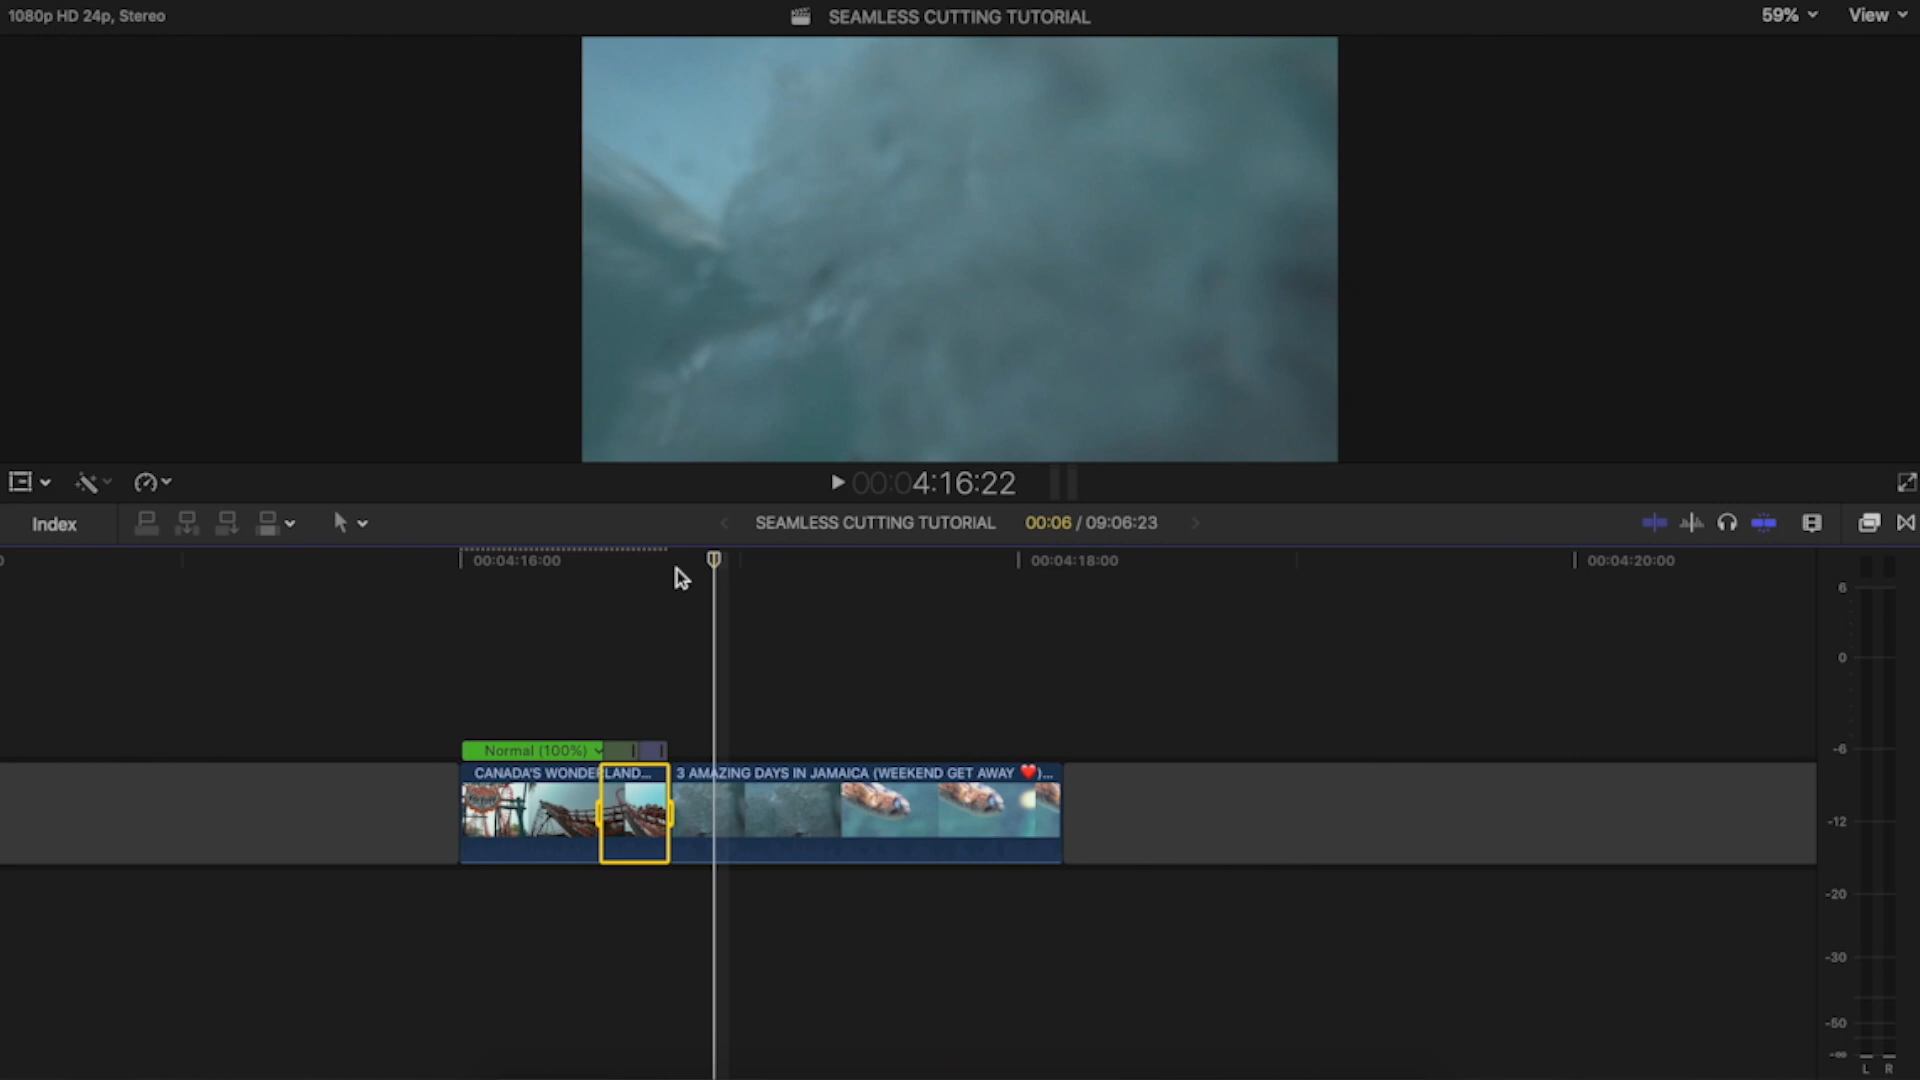 1080p HD 24p, Stereo
SEAMLESS CUTTING TUTORIAL
59%
View
00:04:16:22
Index
SEAMLESS CUTTING TUTORIAL
00:06 / 09:06:23
00:04:16:00
00:04:18:00
00:04:20:00
Normal (100%)
CANADA'S WONDERLAND...
3 AMAZING DAYS IN JAMAICA (WEEKEND GET AWAY ❤️)...
6
0
-6
-12
-20
-30
-50
-∞
L R